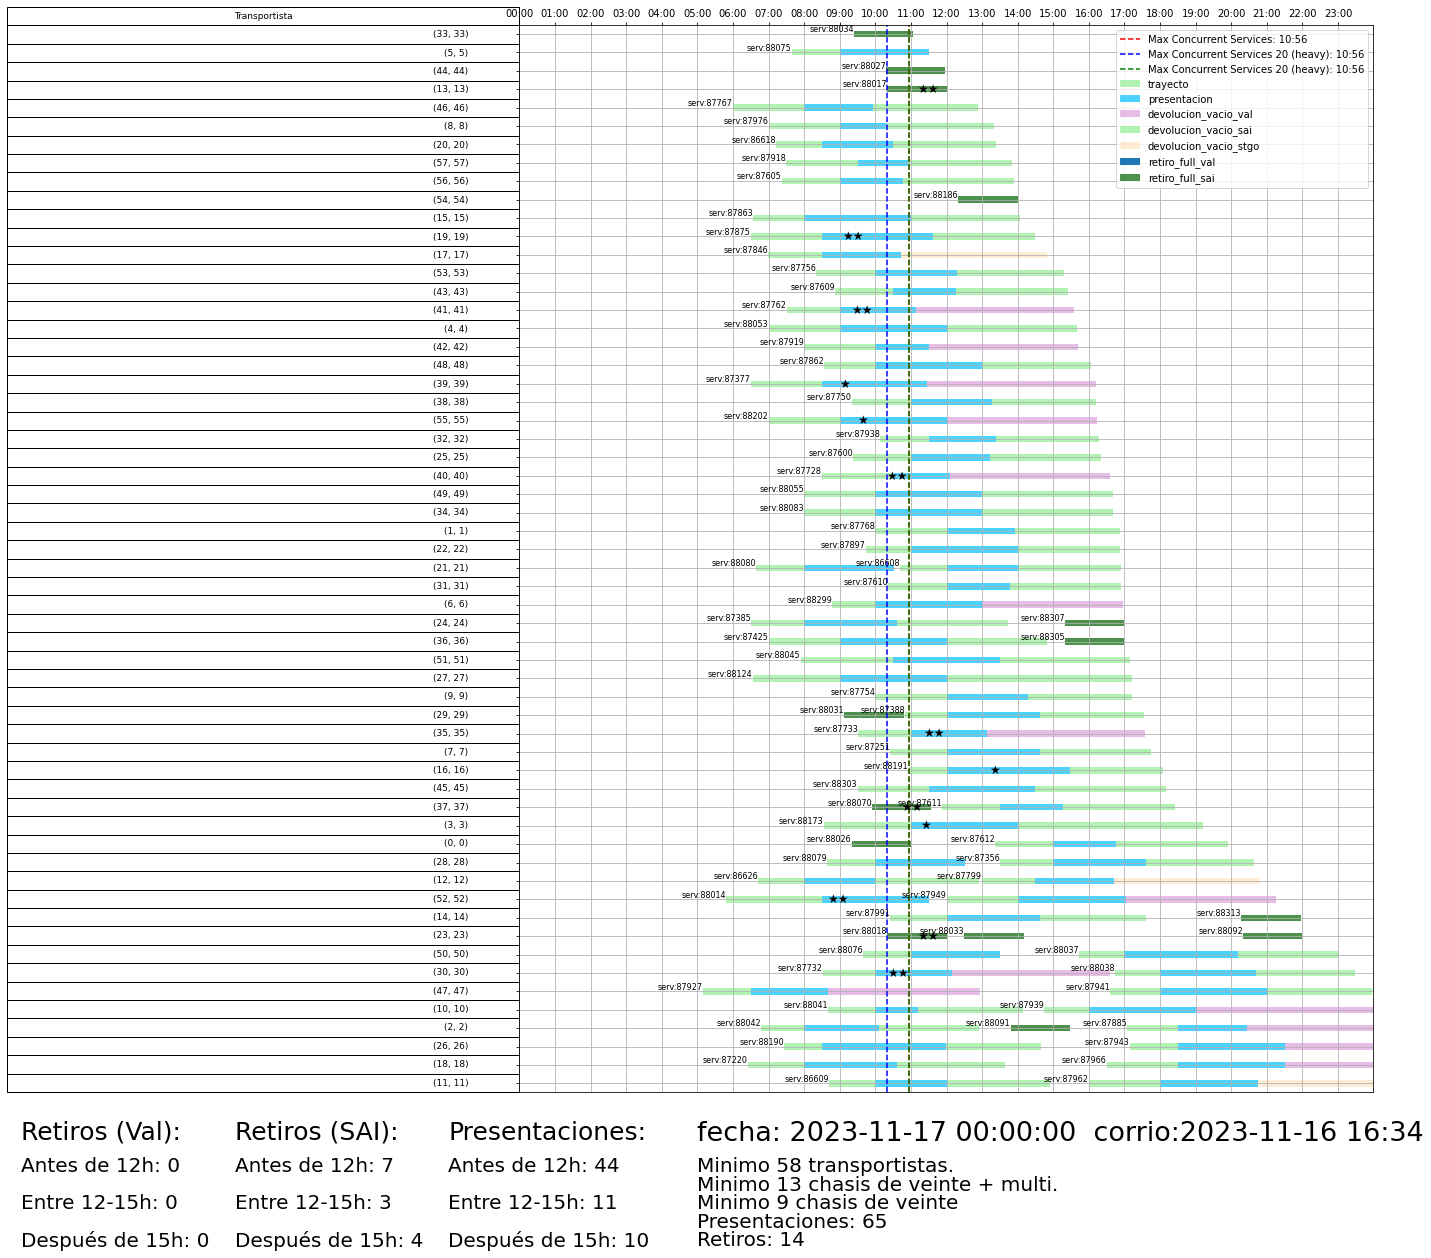 Transportista 00:00 01:00 02:00 03:00 04:00 05:00 06:00 07:00 08:00 09:00 10:00 11:00 12:00 13:00 14:00 15:00 16:00 17:00 18:00 19:00 20:00 21:00 22:00 23:00
(33, 33) serv:88034
(5, 5) serv:88075
(44, 44) serv:88027
(13, 13) serv:88017
(46, 46) serv:87767
(8, 8) serv:87976
(20, 20) serv:86618
(57, 57) serv:87918
(56, 56) serv:87605
(54, 54) serv:88186
(15, 15) serv:87863
(19, 19) serv:87875
(17, 17) serv:87846
(53, 53) serv:87756
(43, 43) serv:87609
(41, 41) serv:87762
(4, 4) serv:88053
(42, 42) serv:87919
(48, 48) serv:87862
(39, 39) serv:87377
(38, 38) serv:87750
(55, 55) serv:88202
(32, 32) serv:87938
(25, 25) serv:87600
(40, 40) serv:87728
(49, 49) serv:88055
(34, 34) serv:88083
(1, 1) serv:87768
(22, 22) serv:87897
(21, 21) serv:88080 serv:86608
(31, 31) serv:87610
(6, 6) serv:88299
(24, 24) serv:87385 serv:88307
(36, 36) serv:87425 serv:88305
(51, 51) serv:88045
(27, 27) serv:88124
(9, 9) serv:87754
(29, 29) serv:88031 serv:87388
(35, 35) serv:87733
(7, 7) serv:87251
(16, 16) serv:88191
(45, 45) serv:88303
(37, 37) serv:88070 serv:87611
(3, 3) serv:88173
(0, 0) serv:88026 serv:87612
(28, 28) serv:88079 serv:87356
(12, 12) serv:86626 serv:87799
(52, 52) serv:88014 serv:87949
(14, 14) serv:87991 serv:88313
(23, 23) serv:88018 serv:88033 serv:88092
(50, 50) serv:88076 serv:88037
(30, 30) serv:87732 serv:88038
(47, 47) serv:87927 serv:87941
(10, 10) serv:88041 serv:87939
(2, 2) serv:88042 serv:88091 serv:87885
(26, 26) serv:88190 serv:87943
(18, 18) serv:87220 serv:87966
(11, 11) serv:86609 serv:87962
Max Concurrent Services: 10:56
Max Concurrent Services 20 (heavy): 10:56
Max Concurrent Services 20 (heavy): 10:56
trayecto
presentacion
devolucion_vacio_val
devolucion_vacio_sai
devolucion_vacio_stgo
retiro_full_val
retiro_full_sai
Retiros (Val):
Antes de 12h: 0
Entre 12-15h: 0
Después de 15h: 0
Retiros (SAI):
Antes de 12h: 7
Entre 12-15h: 3
Después de 15h: 4
Presentaciones:
Antes de 12h: 44
Entre 12-15h: 11
Después de 15h: 10
fecha: 2023-11-17 00:00:00 corrio:2023-11-16 16:34
Minimo 58 transportistas.
Minimo 13 chasis de veinte + multi.
Minimo 9 chasis de veinte
Presentaciones: 65
Retiros: 14